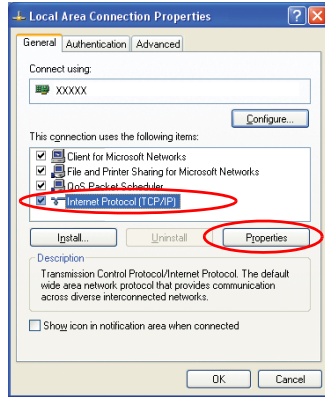 Local Area Connection Properties
General Authentication Advanced
Connect using:
XXXXX
Configure...
This connection uses the following items:
Client for Microsoft Networks
File and Printer Sharing for Microsoft Networks
QoS Packet Scheduler
Internet Protocol (TCP/IP)
Install... Uninstall Properties
Description
Transmission Control Protocol/Internet Protocol. The default
wide area network protocol that provides communication
across diverse interconnected networks.
Show icon in notification area when connected
OK Cancel